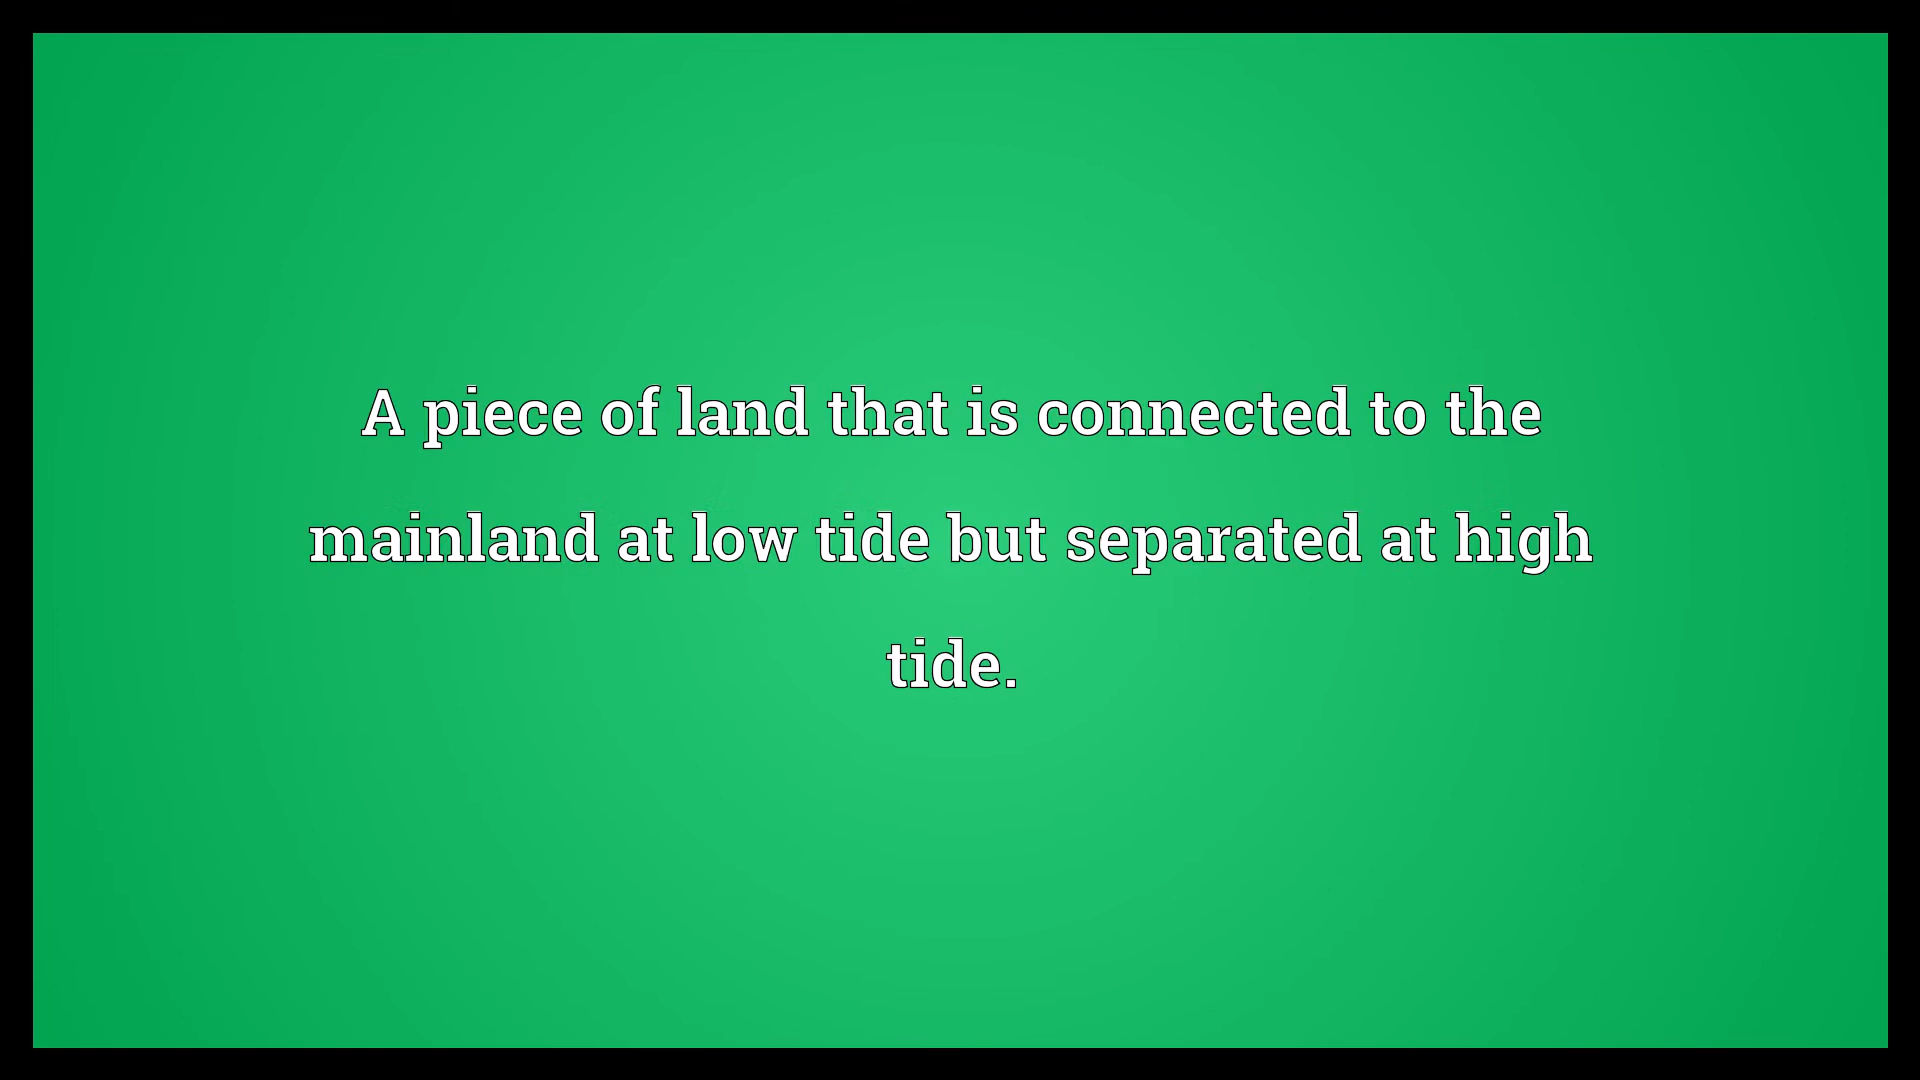 A piece of land that is connected to the
mainland at low tide but separated at high
tide.